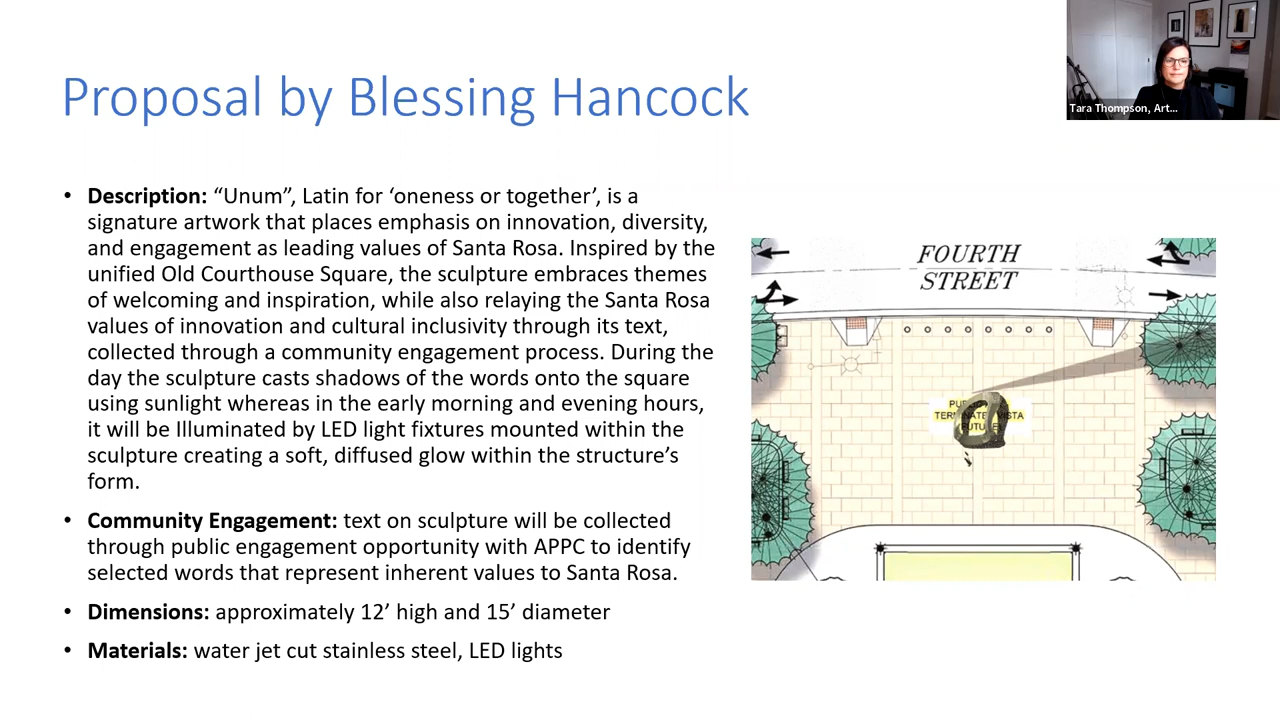 Proposal by Blessing Hancock
Tara Thompson, Art...
• Description: “Unum”, Latin for ‘oneness or together’, is a
signature artwork that places emphasis on innovation, diversity,
and engagement as leading values of Santa Rosa. Inspired by the
unified Old Courthouse Square, the sculpture embraces themes
of welcoming and inspiration, while also relaying the Santa Rosa
values of innovation and cultural inclusivity through its text,
collected through a community engagement process. During the
day the sculpture casts shadows of the words onto the square
using sunlight whereas in the early morning and evening hours,
it will be Illuminated by LED light fixtures mounted within the
sculpture creating a soft, diffused glow within the structure’s
form.
• Community Engagement: text on sculpture will be collected
through public engagement opportunity with APPC to identify
selected words that represent inherent values to Santa Rosa.
• Dimensions: approximately 12’ high and 15’ diameter
• Materials: water jet cut stainless steel, LED lights
FOURTH
STREET
VISTA